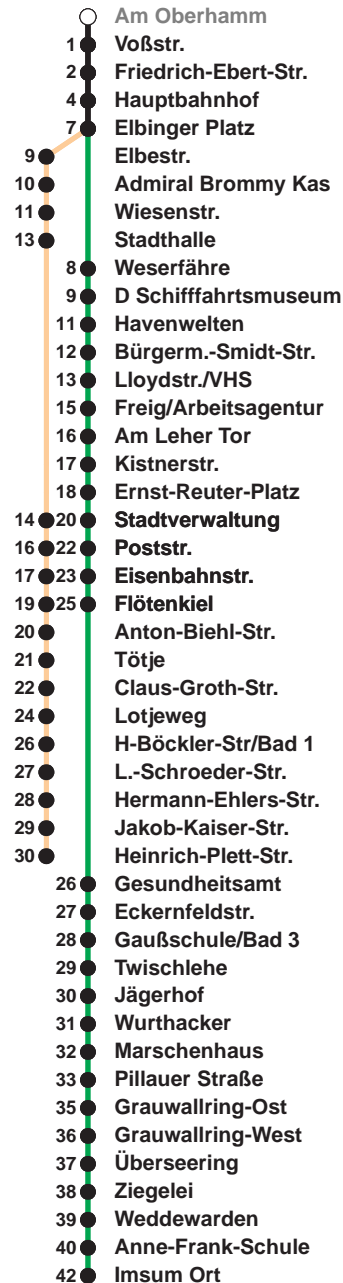 Am Oberhamm
1 Voßstr.
2 Friedrich-Ebert-Str.
4 Hauptbahnhof
7 Elbinger Platz
9 Elbestr.
10 Admiral Brommy Kas
11 Wiesenstr.
13 Stadthalle
8 Weserfähre
9 D Schifffahrtsmuseum
11 Havenwelten
12 Bürgerm.-Smidt-Str.
13 Lloydstr./VHS
15 Freig/Arbeitsagentur
16 Am Leher Tor
17 Kistnerstr.
18 Ernst-Reuter-Platz
14 20 Stadtverwaltung
16 22 Poststr.
17 23 Eisenbahnstr.
19 25 Flötenkiel
20 Anton-Biehl-Str.
21 Tötje
22 Claus-Groth-Str.
24 Lotjeweg
26 H-Böckler-Str/Bad 1
27 L.-Schroeder-Str.
28 Hermann-Ehlers-Str.
29 Jakob-Kaiser-Str.
30 Heinrich-Plett-Str.
26 Gesundheitsamt
27 Eckernfeldstr.
28 Gaußschule/Bad 3
29 Twischlehe
30 Jägerhof
31 Wurthacker
32 Marschenhaus
33 Pillauer Straße
35 Grauwallring-Ost
36 Grauwallring-West
37 Überseering
38 Ziegelei
39 Weddewarden
40 Anne-Frank-Schule
42 Imsum Ort